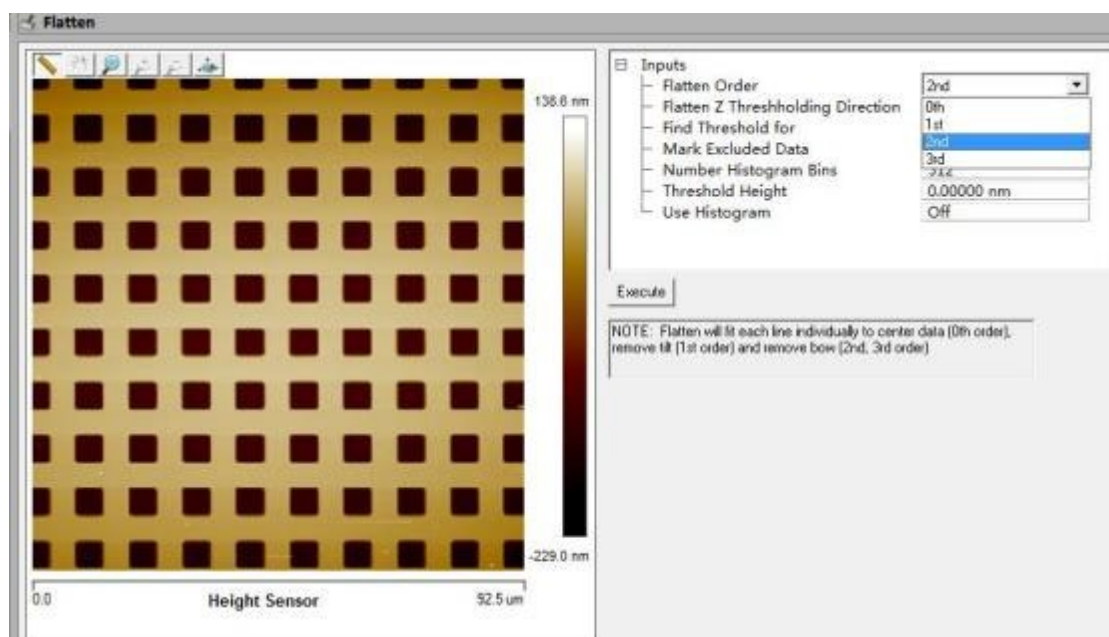 Flatten
138.6 nm
-229.0 nm
0.0
Height Sensor
92.5 um
Inputs
Flatten Order
2nd
Flatten Z Threshholding Direction
0th
Find Threshold for
1st
Mark Excluded Data
2nd
3rd
Number Histogram Bins
512
Threshold Height
0.00000 nm
Use Histogram
Off
Execute
NOTE: Flatten will fit each line individually to center data (0th order),
remove tilt (1st order) and remove bow (2nd, 3rd order)